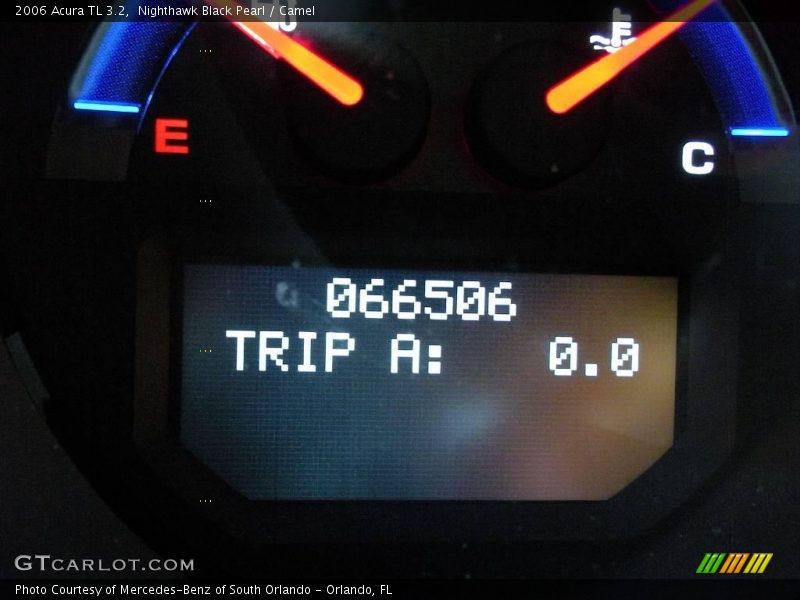 2006 Acura TL 3.2, Nighthawk Black Pearl / Camel
E
C
066506
TRIP A: 0.0
GTCARLOT.COM
Photo Courtesy of Mercedes-Benz of South Orlando - Orlando, FL